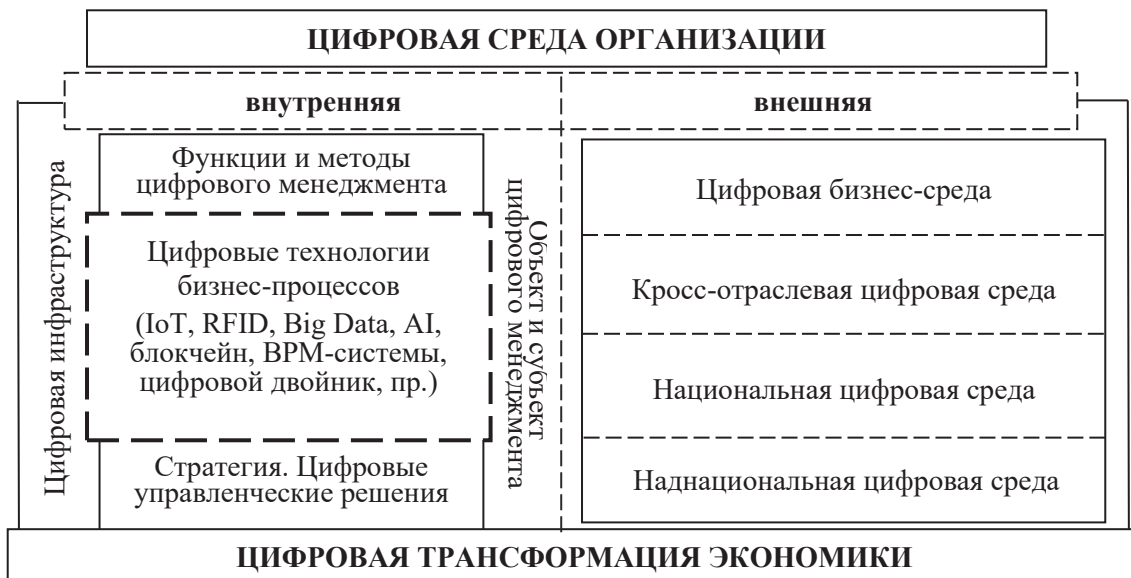 ЦИФРОВАЯ СРЕДА ОРГАНИЗАЦИИ
внутренняя
внешняя
Цифровая инфраструктура
Функции и методы
цифрового менеджмента
Цифровые технологии
бизнес-процессов
(IoT, RFID, Big Data, AI,
блокчейн, BPM-системы,
цифровой двойник, пр.)
Стратегия. Цифровые
управленческие решения
Объект и субъект
цифрового менеджмента
Цифровая бизнес-среда
Кросс-отраслевая цифровая среда
Национальная цифровая среда
Наднациональная цифровая среда
ЦИФРОВАЯ ТРАНСФОРМАЦИЯ ЭКОНОМИКИ